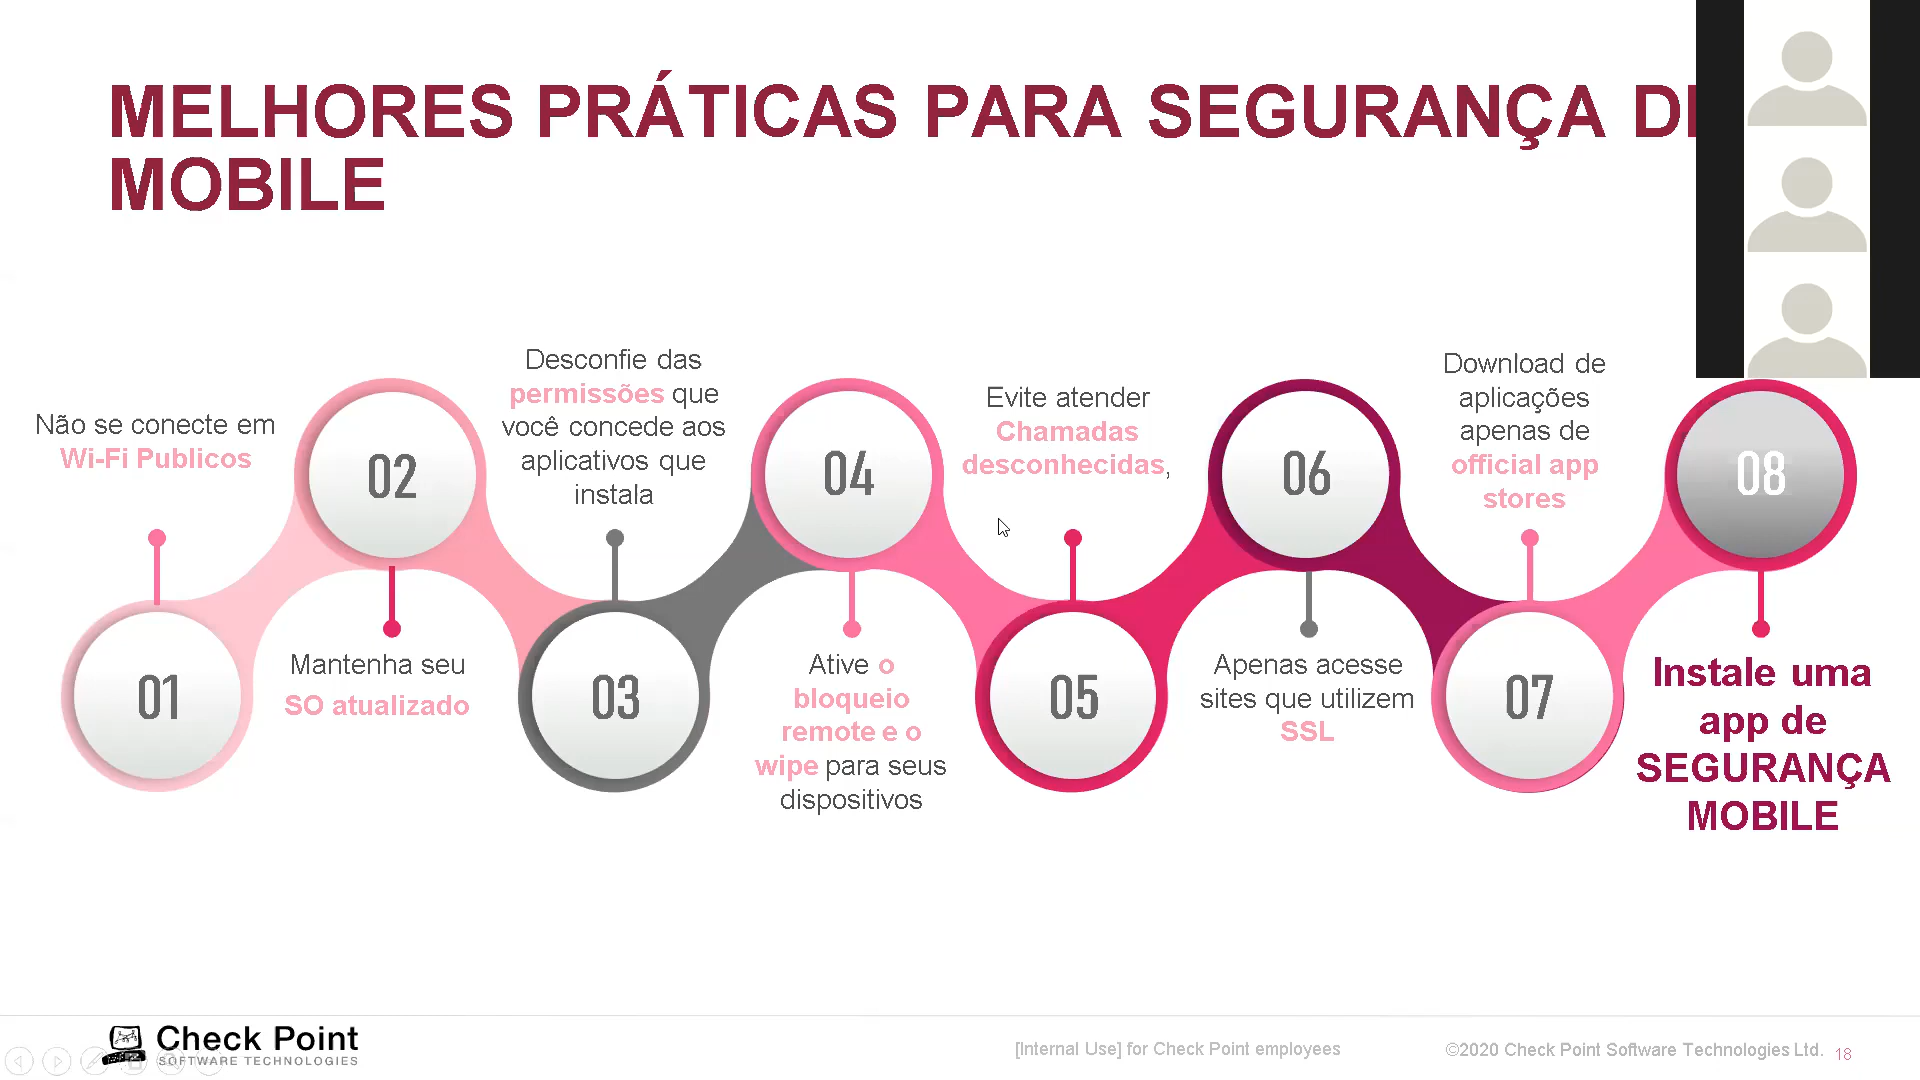 MELHORES PRÁTICAS PARA SEGURANÇA
MOBILE
Não se conecte em
Wi-Fi Publicos
01
02
Mantenha seu
SO atualizado
Desconfie das
permissões que
você concede aos
aplicativos que
instala
03
04
Ative o
bloqueio
remote e o
wipe para seus
dispositivos
Evite atender
Chamadas
desconhecidas,
05
06
Apenas acesse
sites que utilizem
SSL
Download de
aplicações
apenas de
official app
stores
07
08
Instale uma
app de
SEGURANÇA
MOBILE
Check Point
SOFTWARE TECHNOLOGIES
[Internal Use] for Check Point employees
©2020 Check Point Software Technologies Ltd.
18